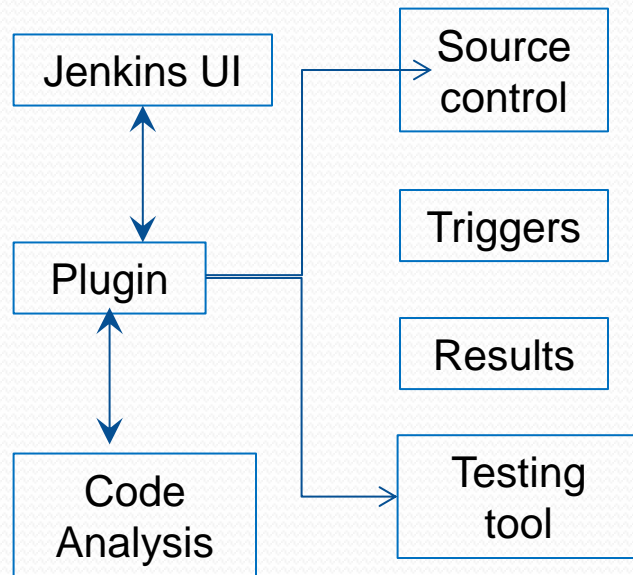 Jenkins UI
Plugin
Code
Analysis
Source
control
Triggers
Results
Testing
tool